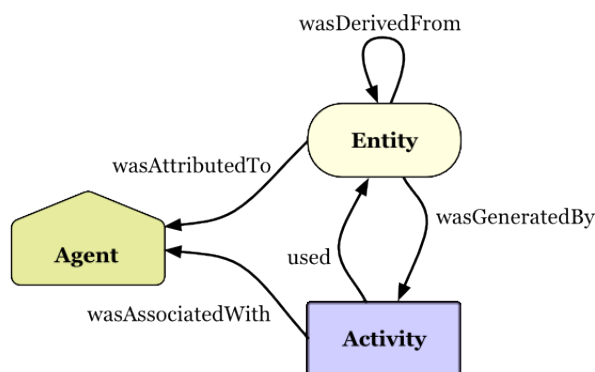 wasDerivedFrom
Entity
wasAttributedTo
wasGeneratedBy
Agent
used
wasAssociatedWith
Activity